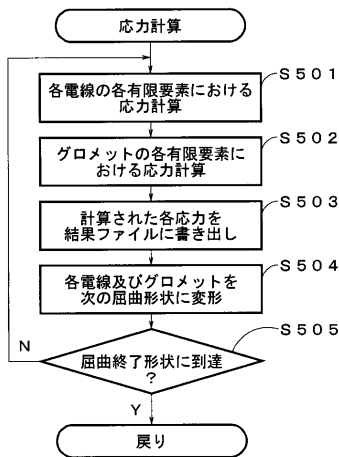 応力計算
S501
各電線の各有限要素における
応力計算
S502
グロメットの各有限要素に
おける応力計算
S503
計算された各応力を
結果ファイルに書き出し
S504
各電線及びグロメットを
次の屈曲形状に変形
S505
屈曲終了形状に到達
?
N
Y
戻り